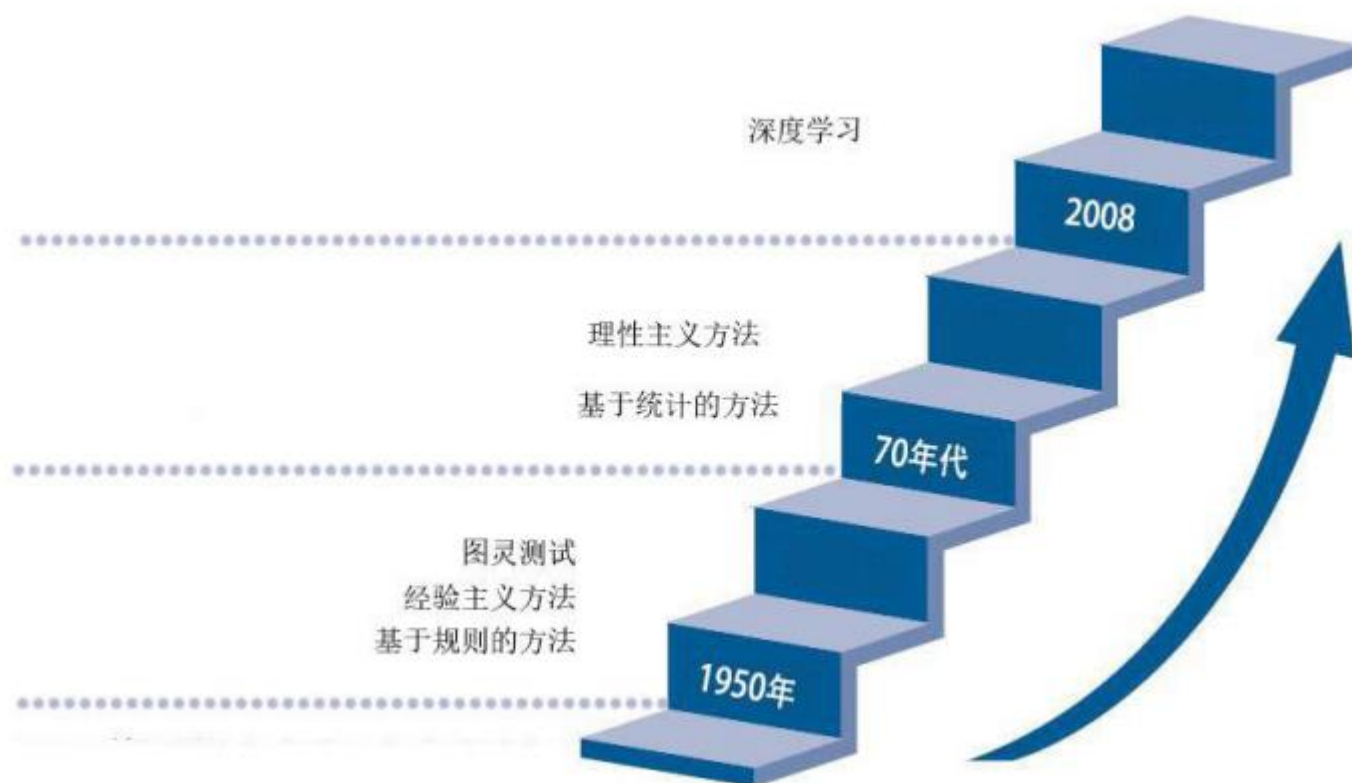 深度学习
2008
理性主义方法
基于统计的方法
70年代
图灵测试
经验主义方法
基于规则的方法
1950年